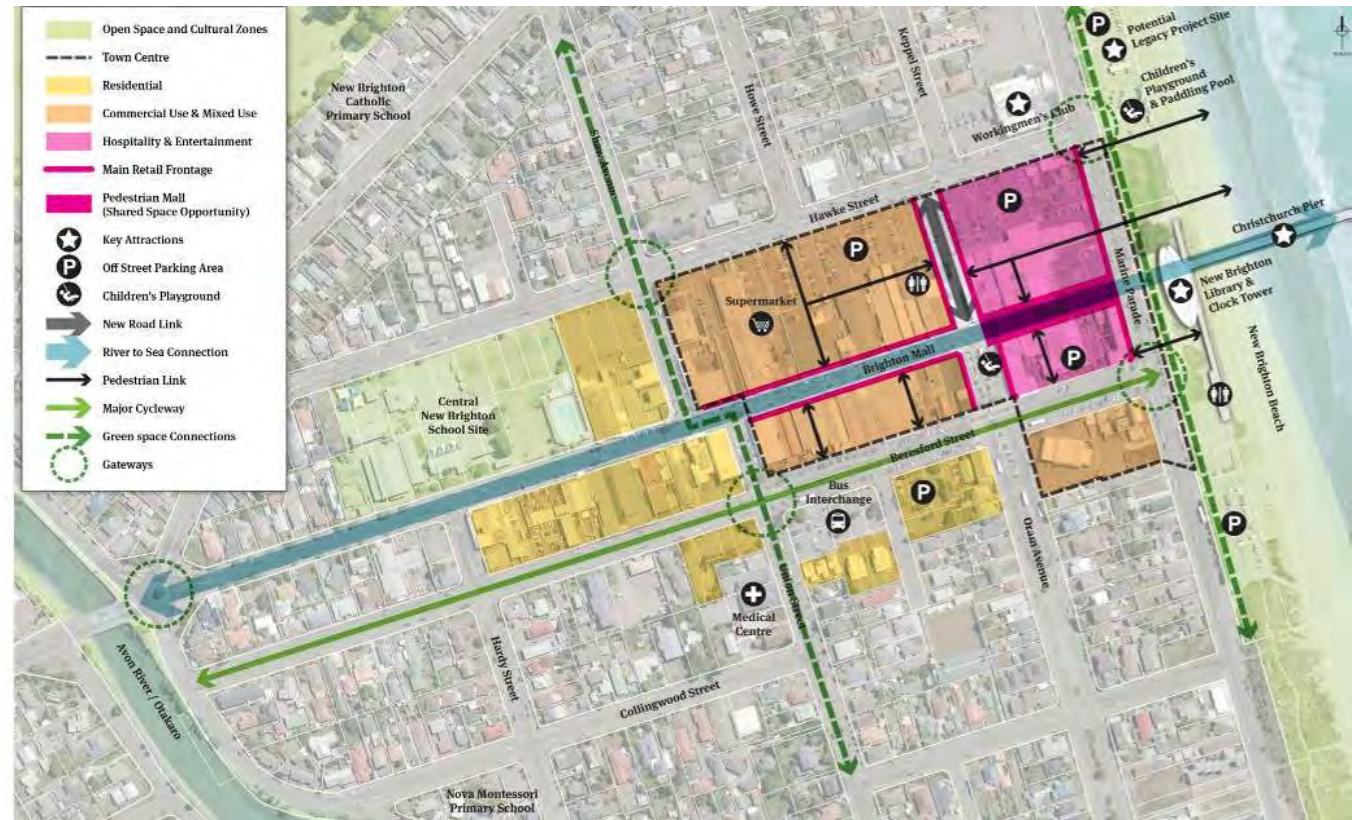 Open Space and Cultural Zones
Town Centre
Residential
Commercial Use & Mixed Use
Hospitality & Entertainment
Main Retail Frontage
Pedestrian Mall
(Shared Space Opportunity)
Key Attractions
P
Off Street Parking Area
Children's Playground
New Road Link
River to Sea Connection
Pedestrian Link
Major Cycleway
Green space Connections
Gateways
New Brighton
Catholic
Primary School
Shaw Avenue
Howe Street
Keppel Street
Workingmen's Club
P
Potential
Legacy Project Site
Children's
Playground
& Paddling Pool
Hawke Street
P
P
Supermarket
Marine Parade
Christchurch Pier
New Brighton
Library &
Clock Tower
New Brighton Beach
Brighton Mall
P
Central
New Brighton
School Site
Beresford Street
Bus
Interchange
P
P
Oram Avenue
Union Street
Medical
Centre
Hardy Street
Collingwood Street
Avon River / Otakaro
Nova Montessori
Primary School